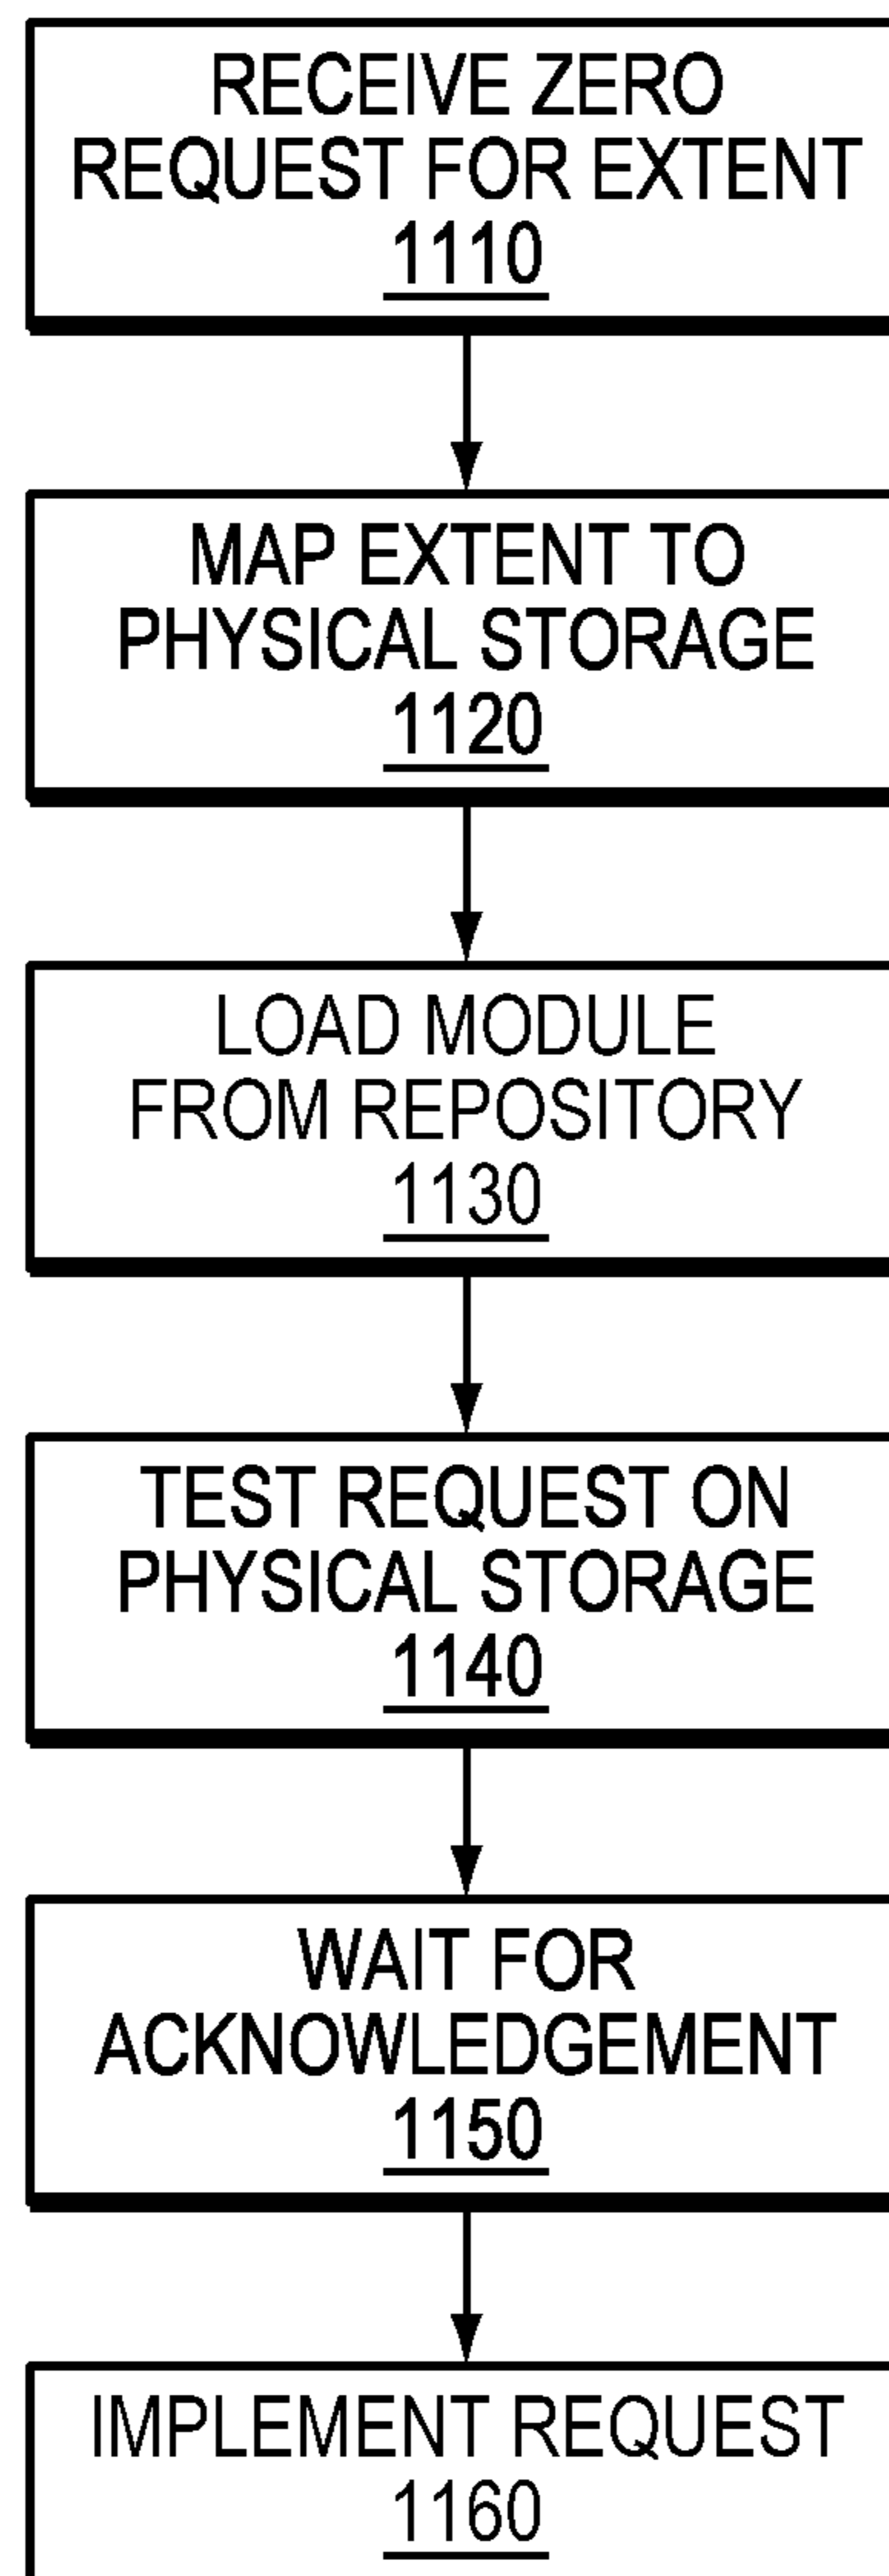 RECEIVE ZERO
REQUEST FOR EXTENT
1110
MAP EXTENT TO
PHYSICAL STORAGE
1120
LOAD MODULE
FROM REPOSITORY
1130
TEST REQUEST ON
PHYSICAL STORAGE
1140
WAIT FOR
ACKNOWLEDGEMENT
1150
IMPLEMENT REQUEST
1160